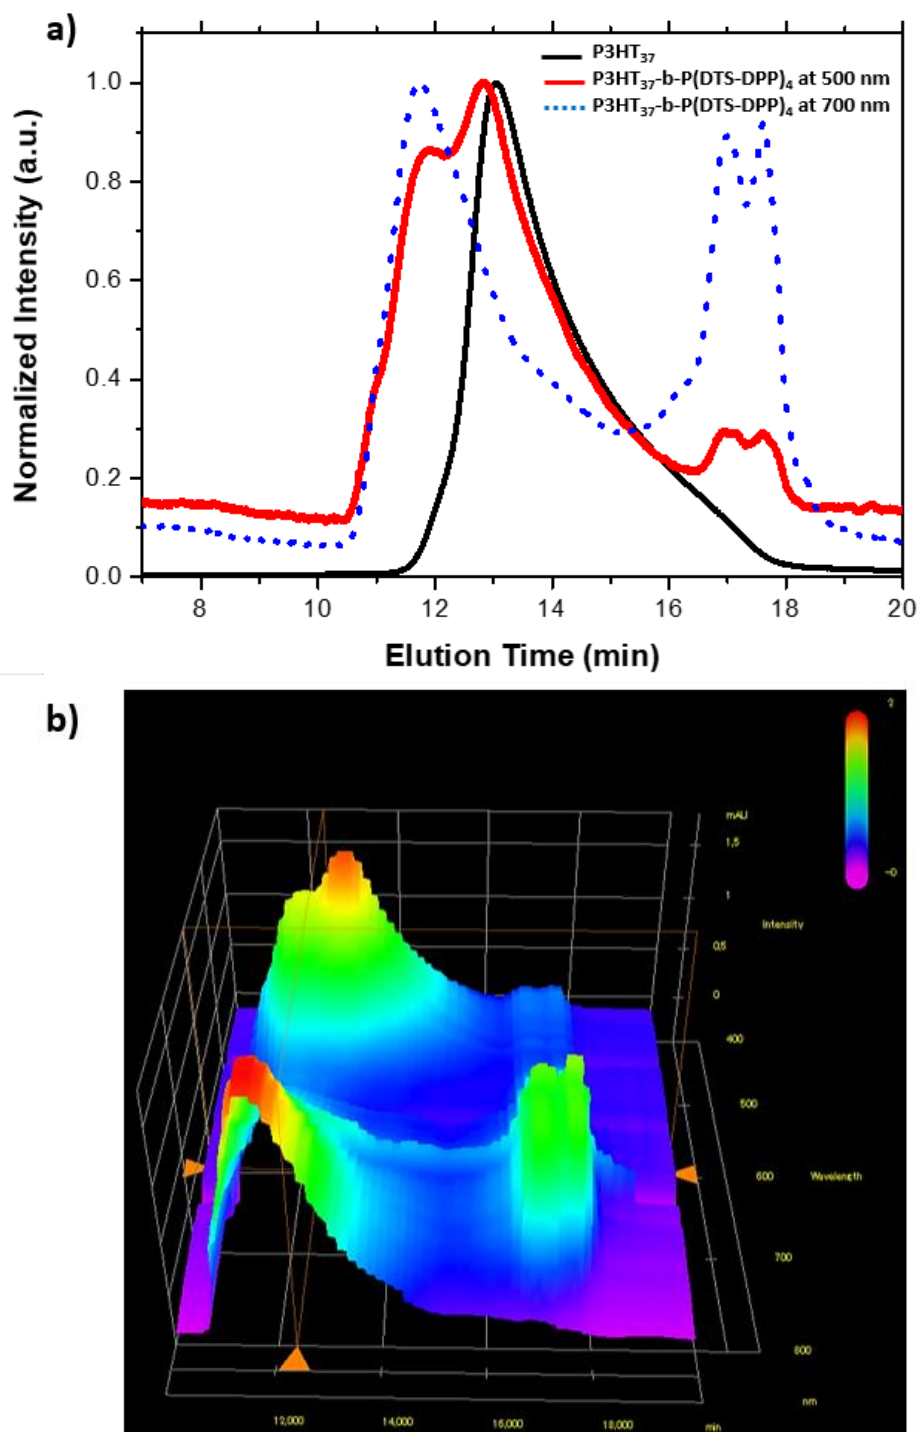 a)
P3HT37
P3HT37-b-P(DTS-DPP)4 at 500 nm
P3HT37-b-P(DTS-DPP)4 at 700 nm
Normalized Intensity (a.u.)
1.0
0.8
0.6
0.4
0.2
0.0
8 10 12 14 16 18 20
Elution Time (min)
b)
2
-0
mAU
1,5
1
Intensity
0,5
0
400
500
600 Wavelength
700
800
nm
12,000 14,000 16,000 18,000 min